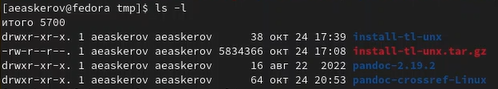 [aeaskerov@fedora tmp]$ ls -l
итого 5700
drwxr-xr-x. 1 aeaskerov aeaskerov 38 окт 24 17:39 install-tl-unx
-rw-r--r--. 1 aeaskerov aeaskerov 5834366 окт 24 17:08 install-tl-unx.tar.gz
drwxr-xr-x. 1 aeaskerov aeaskerov 16 авг 22 2022 pandoc-2.19.2
drwxr-xr-x. 1 aeaskerov aeaskerov 64 окт 24 20:53 pandoc-crossref-Linux